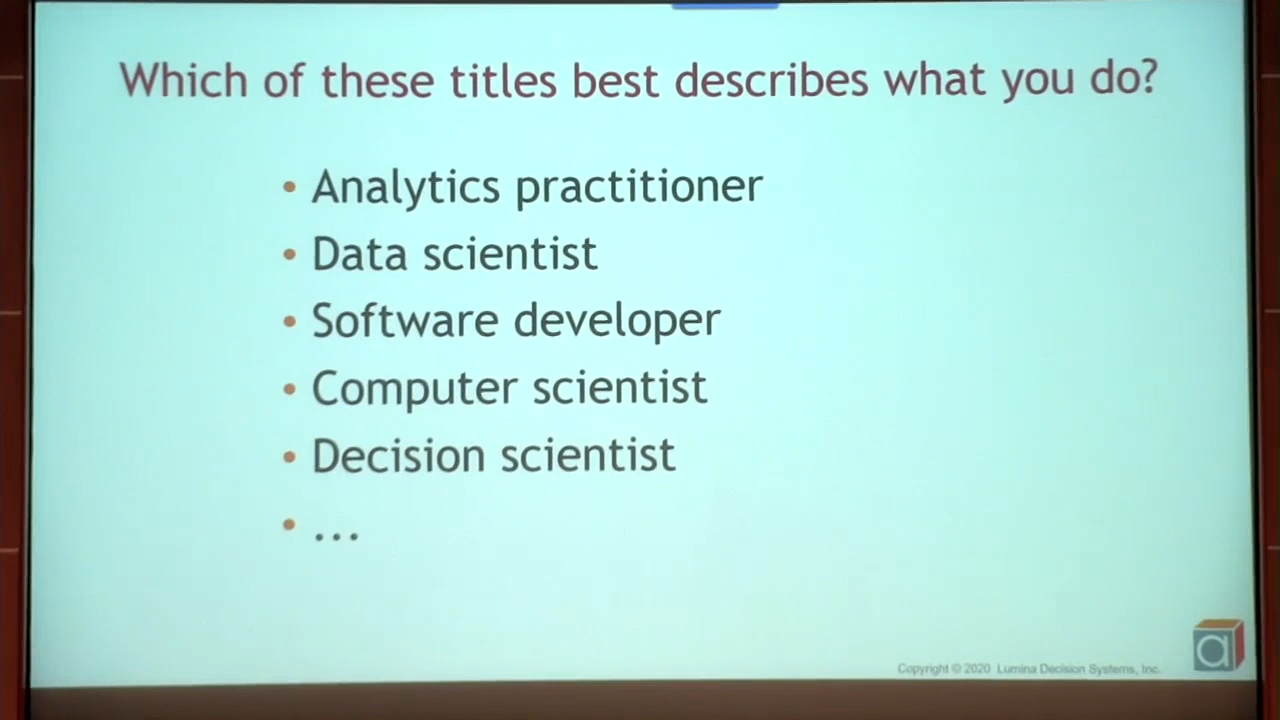 Which of these titles best describes what you do?
• Analytics practitioner
• Data scientist
• Software developer
• Computer scientist
• Decision scientist
• ...
Copyright © 2020 Lumina Decision Systems, Inc.
a